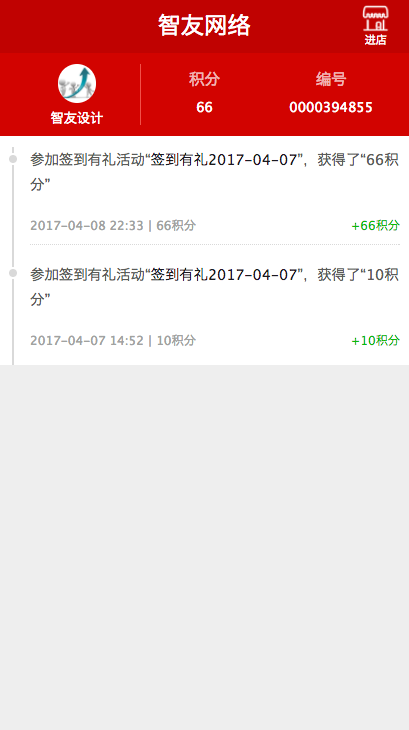 智友网络
进店
智友设计
积分
66
编号
0000394855
参加签到有礼活动“签到有礼2017-04-07”，获得了“66积
分”
2017-04-08 22:33 | 66积分
+66积分
参加签到有礼活动“签到有礼2017-04-07”，获得了“10积
分”
2017-04-07 14:52 | 10积分
+10积分